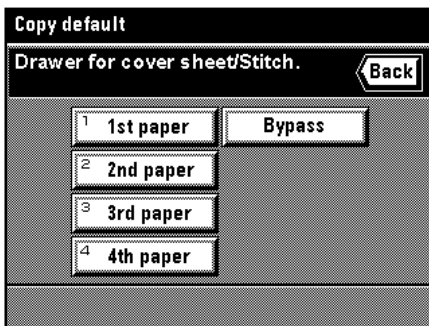 Copy default
Drawer for cover sheet/Stitch.
Back
1 1st paper
Bypass
2 2nd paper
3 3rd paper
4 4th paper